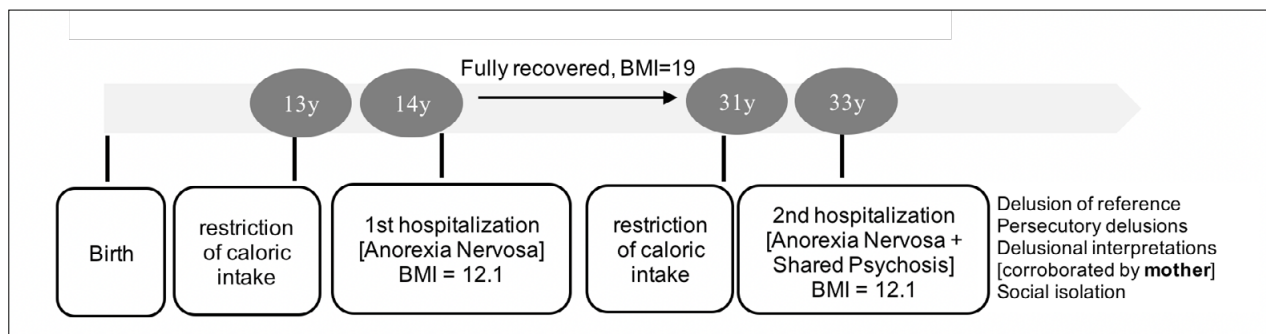 Fully recovered, BMI=19
13y
14y
31y
33y
Birth
restriction
of caloric
intake
1st hospitalization
[Anorexia Nervosa]
BMI = 12.1
restriction
of caloric
intake
2nd hospitalization
[Anorexia Nervosa +
Shared Psychosis]
BMI = 12.1
Delusion of reference
Persecutory delusions
Delusional interpretations
[corroborated by mother]
Social isolation